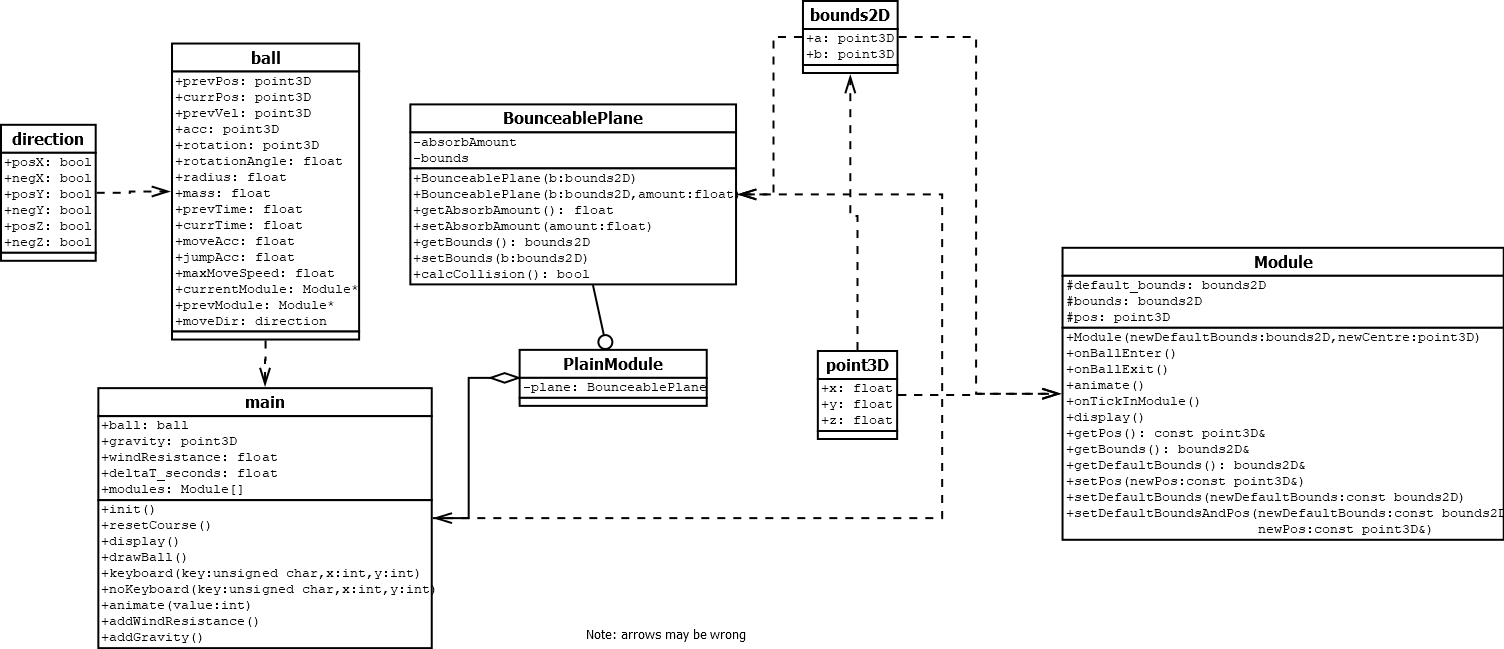 direction
+posX: bool
+negX: bool
+posY: bool
+negY: bool
+posZ: bool
+negZ: bool
ball
+prevPos: point3D
+currPos: point3D
+prevVel: point3D
+acc: point3D
+rotation: point3D
+rotationAngle: float
+radius: float
+mass: float
+prevTime: float
+currTime: float
+moveAcc: float
+jumpAcc: float
+maxMoveSpeed: float
+currentModule: Module*
+prevModule: Module*
+moveDir: direction
BounceablePlane
-absorbAmount
-bounds
+BounceablePlane(b:bounds2D)
+BounceablePlane(b:bounds2D,amount:float)
+getAbsorbAmount(): float
+setAbsorbAmount(amount:float)
+getBounds(): bounds2D
+setBounds(b:bounds2D)
+calcCollision(): bool
bounds2D
+a: point3D
+b: point3D
PlainModule
-plane: BounceablePlane
point3D
+x: float
+y: float
+z: float
Module
#default_bounds: bounds2D
#bounds: bounds2D
#pos: point3D
+Module(newDefaultBounds:bounds2D,newCentre:point3D)
+onBallEnter()
+onBallExit()
+animate()
+onTickInModule()
+display()
+getPos(): const point3D&
+getBounds(): bounds2D&
+getDefaultBounds(): bounds2D&
+setPos(newPos:const point3D&)
+setDefaultBounds(newDefaultBounds:const bounds2D)
+setDefaultBoundsAndPos(newDefaultBounds:const bounds2D
newPos:const point3D&)
main
+ball: ball
+gravity: point3D
+windResistance: float
+deltaT_seconds: float
+modules: Module[]
+init()
+resetCourse()
+display()
+drawBall()
+keyboard(key:unsigned char,x:int,y:int)
+noKeyboard(key:unsigned char,x:int,y:int)
+animate(value:int)
+addWindResistance()
+addGravity()
Note: arrows may be wrong